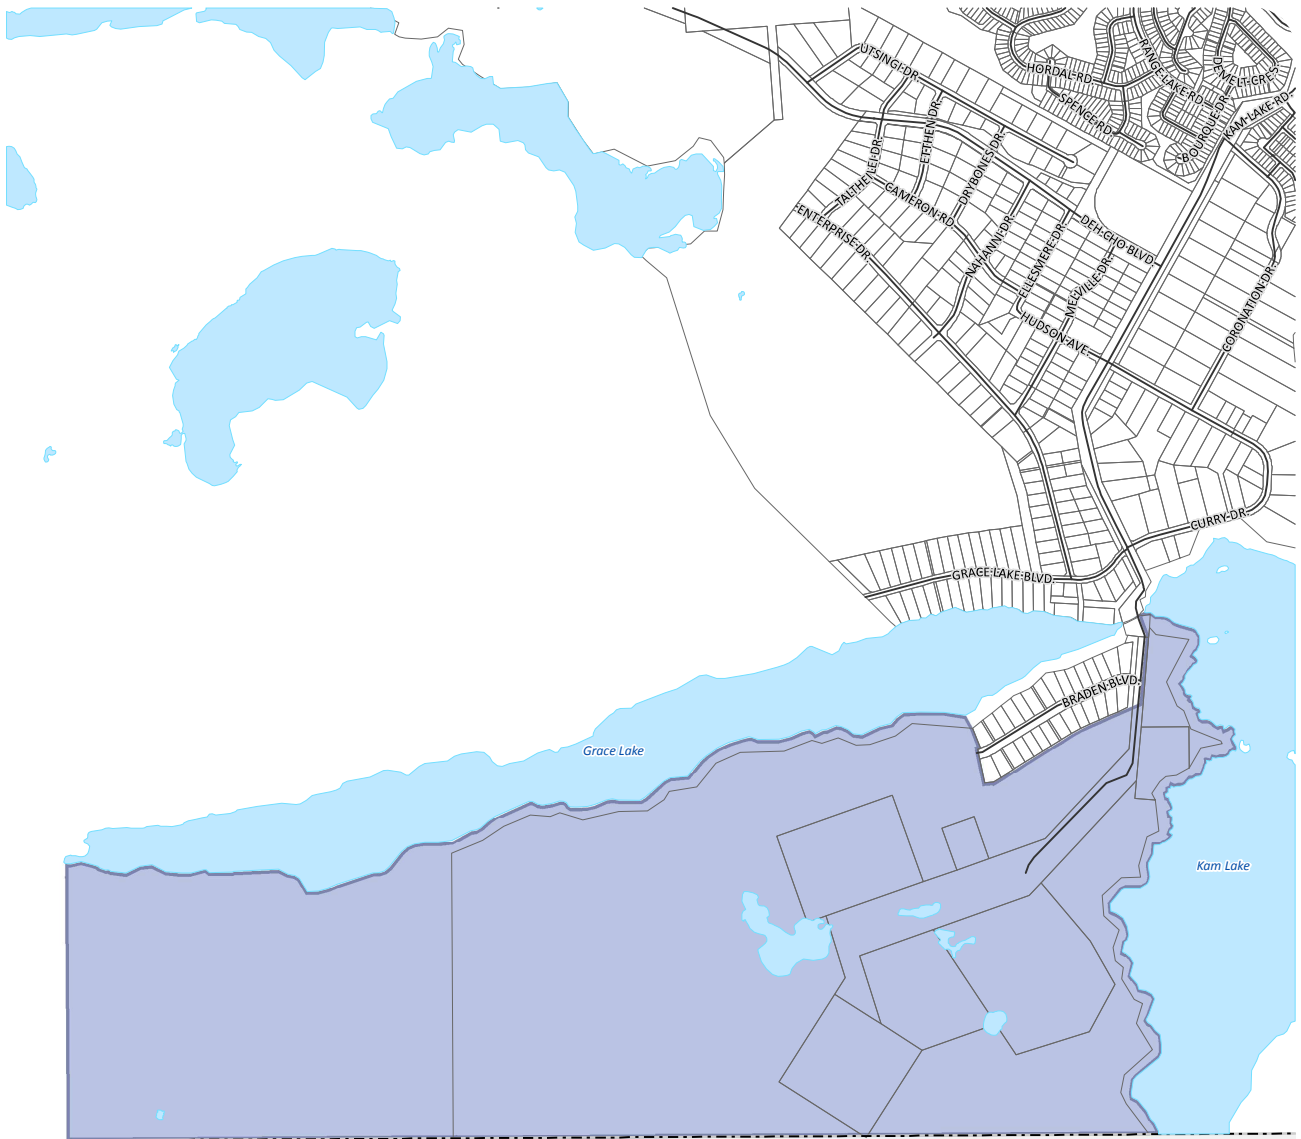 UTSINGI DR.
HORDAL RD
RANGE LAKE RD
DEMELT CRES
SPENCE RD
BOURQUE DR.
KAM LAKE RD.
ETTHEN DR.
DRYBONES DR.
TALTHEILEI DR.
CAMERON RD
ENTERPRISE DR.
NAHANNI DR.
ELLESMERE DR.
DEH CHO BLVD.
MELVILLE DR.
CORONATION DR.
HUDSON AVE.
CURRY DR.
GRACE LAKE BLVD.
BRADEN BLVD.
Grace Lake
Kam Lake